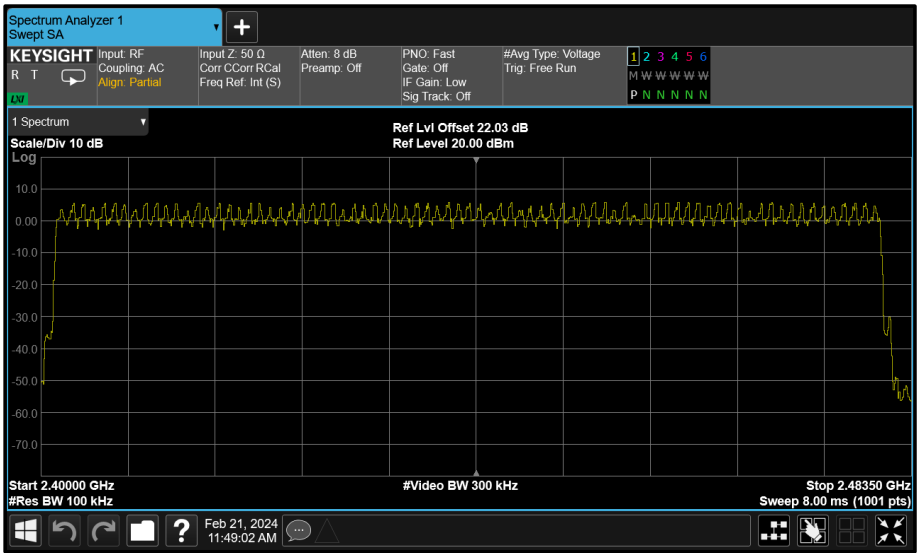 Spectrum Analyzer 1
Swept SA
+
KEYSIGHT
R T
LXI
Input: RF
Coupling: AC
Align: Partial
Input Z: 50 Ω
Corr CCorr RCal
Freq Ref: Int (S)
Atten: 8 dB
Preamp: Off
PNO: Fast
Gate: Off
IF Gain: Low
Sig Track: Off
#Avg Type: Voltage
Trig: Free Run
1 2 3 4 5 6
M W W W W W
P N N N N N
1 Spectrum
Scale/Div 10 dB
Ref Lvl Offset 22.03 dB
Ref Level 20.00 dBm
Log
10.0
0.00
-10.0
-20.0
-30.0
-40.0
-50.0
-60.0
-70.0
Start 2.40000 GHz
#Res BW 100 kHz
#Video BW 300 kHz
Stop 2.48350 GHz
Sweep 8.00 ms (1001 pts)
?
Feb 21, 2024
11:49:02 AM